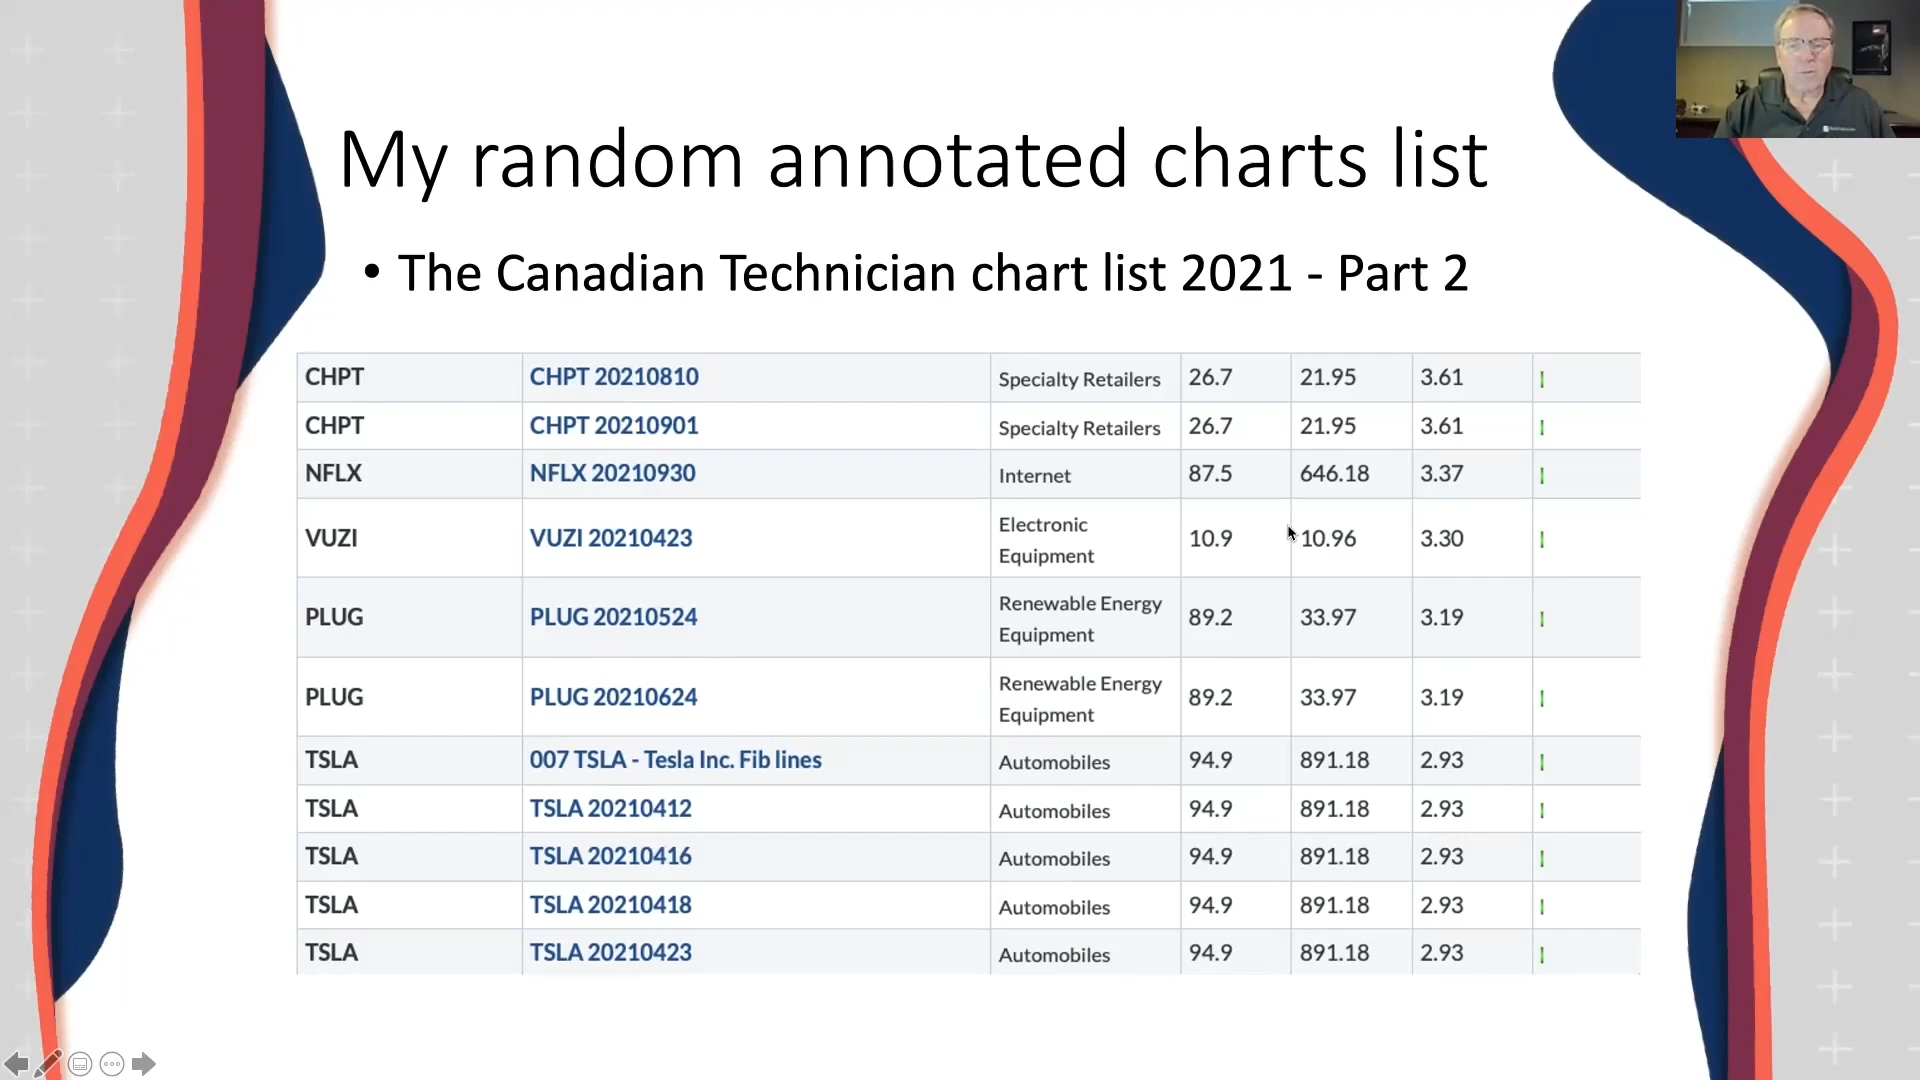 My random annotated charts list
• The Canadian Technician chart list 2021 - Part 2
CHPT CHPT 20210810 Specialty Retailers 26.7 21.95 3.61
CHPT CHPT 20210901 Specialty Retailers 26.7 21.95 3.61
NFLX NFLX 20210930 Internet 87.5 646.18 3.37
VUZI VUZI 20210423 Electronic Equipment 10.9 10.96 3.30
PLUG PLUG 20210524 Renewable Energy Equipment 89.2 33.97 3.19
PLUG PLUG 20210624 Renewable Energy Equipment 89.2 33.97 3.19
TSLA 007 TSLA - Tesla Inc. Fib lines Automobiles 94.9 891.18 2.93
TSLA TSLA 20210412 Automobiles 94.9 891.18 2.93
TSLA TSLA 20210416 Automobiles 94.9 891.18 2.93
TSLA TSLA 20210418 Automobiles 94.9 891.18 2.93
TSLA TSLA 20210423 Automobiles 94.9 891.18 2.93